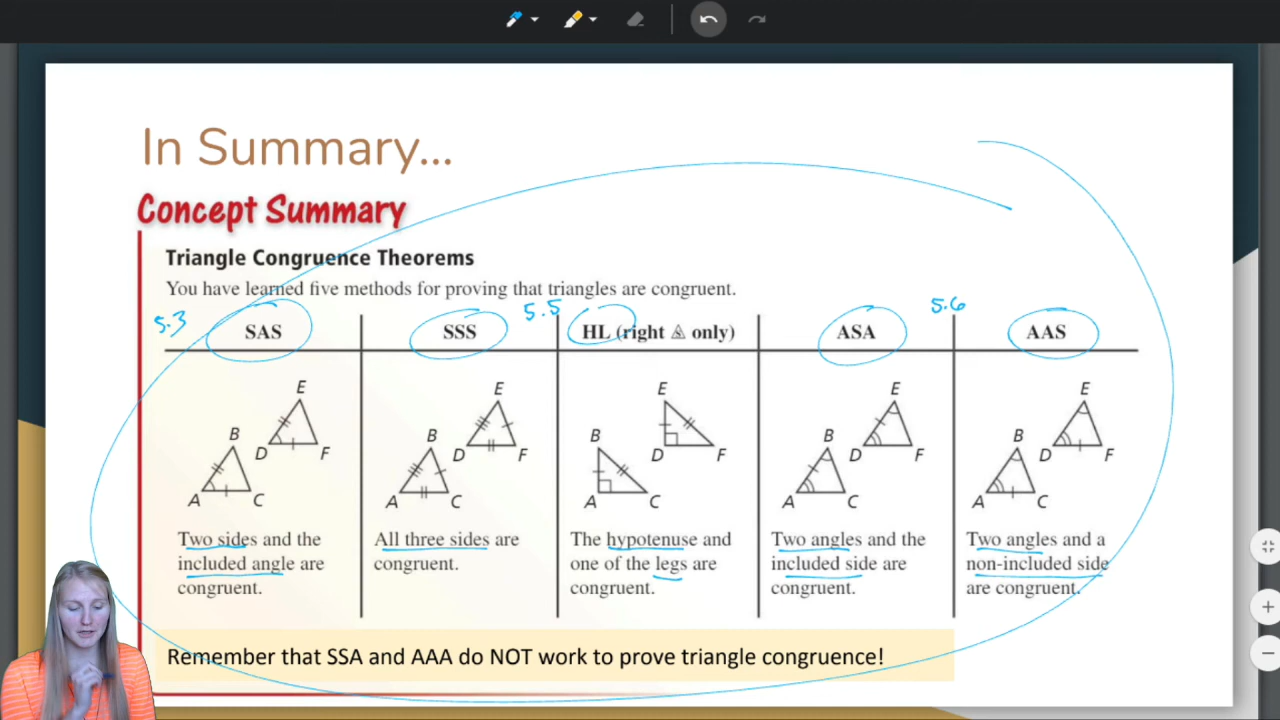 In Summary...
Concept Summary
Triangle Congruence Theorems
You have learned five methods for proving that triangles are congruent.
5.3 5.5 5.6
SAS SSS HL (right △ only) ASA AAS
E E E E E
B B B B B
D F D F D F D F D F
A C A C A C A C A C
Two sides and the
included angle are
congruent.
All three sides are
congruent.
The hypotenuse and
one of the legs are
congruent.
Two angles and the
included side are
congruent.
Two angles and a
non-included side
are congruent.
Remember that SSA and AAA do NOT work to prove triangle congruence!